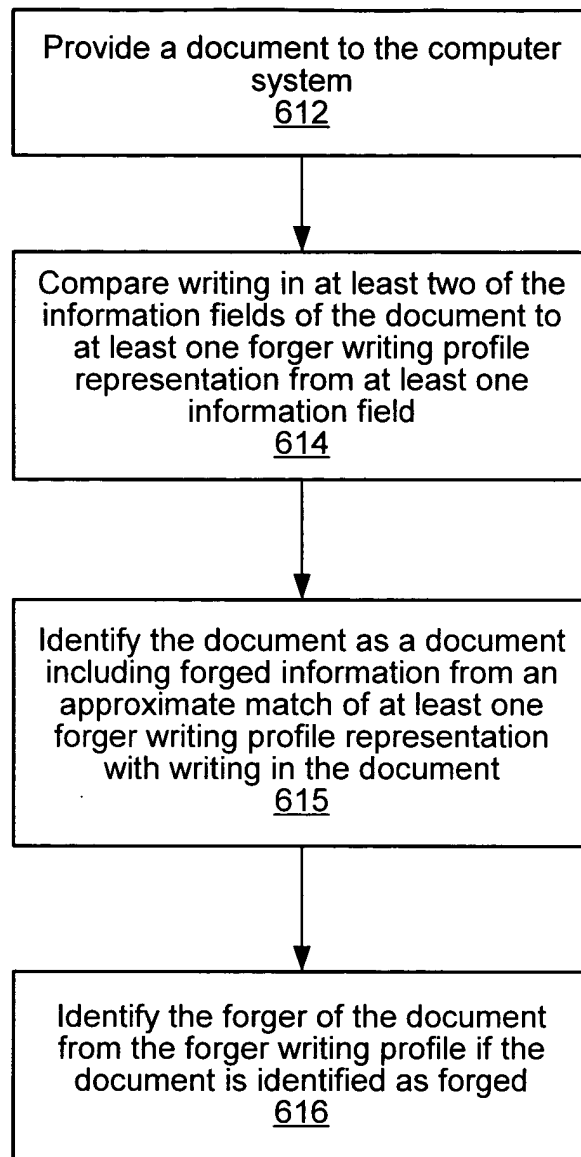 Provide a document to the computer
system
612
Compare writing in at least two of the
information fields of the document to
at least one forger writing profile
representation from at least one
information field
614
Identify the document as a document
including forged information from an
approximate match of at least one
forger writing profile representation
with writing in the document
615
Identify the forger of the document
from the forger writing profile if the
document is identified as forged
616